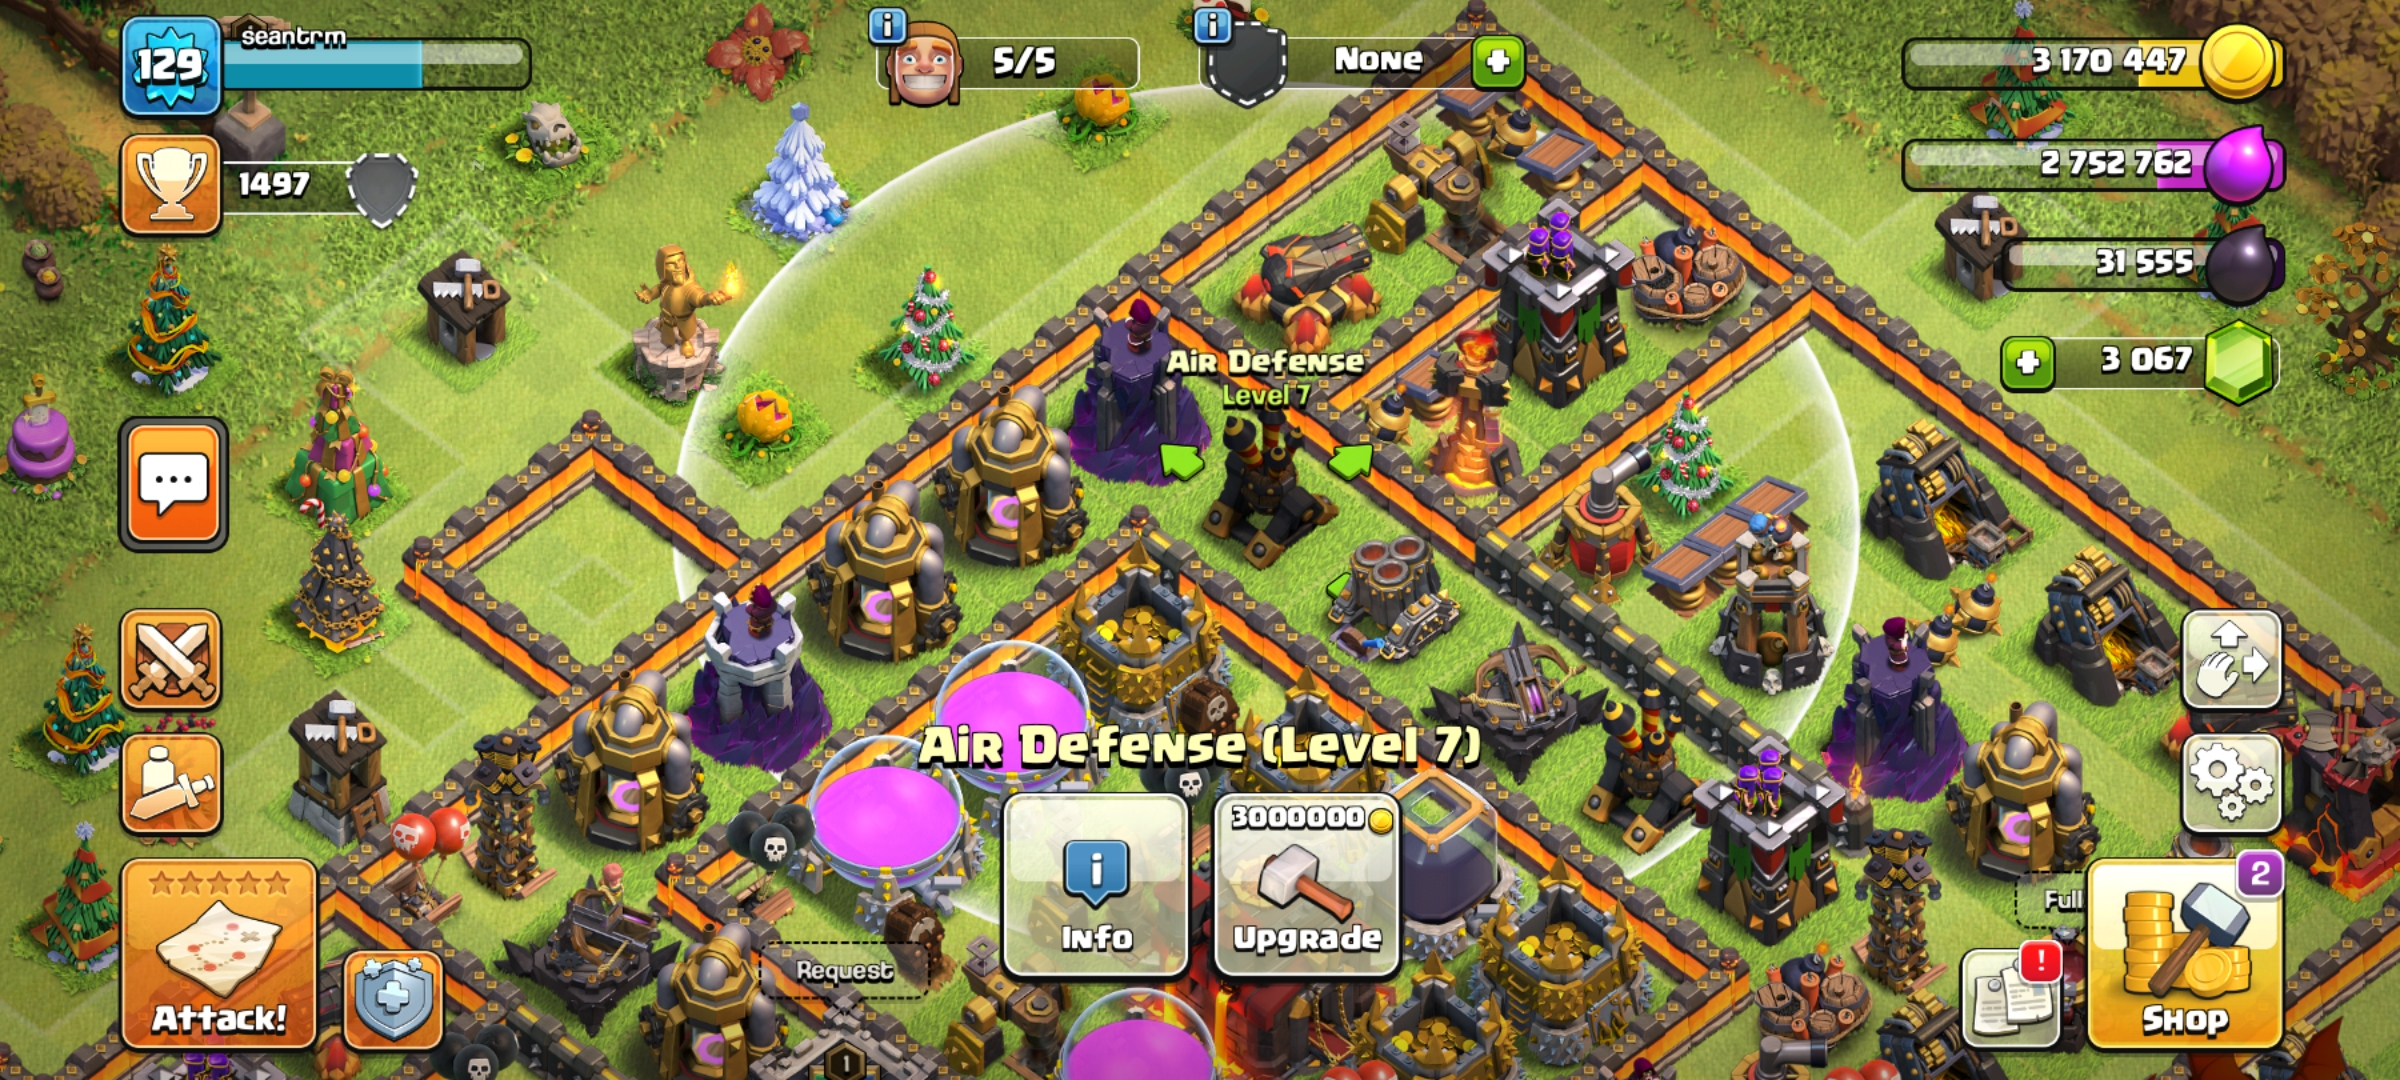 129
seantrm
5/5
None
3 170 447
1497
2 752 762
31 555
3 067
Air Defense
Level 7
Air Defense (Level 7)
3000000
Info
Upgrade
Request
Full
2
!
Attack!
Shop
1